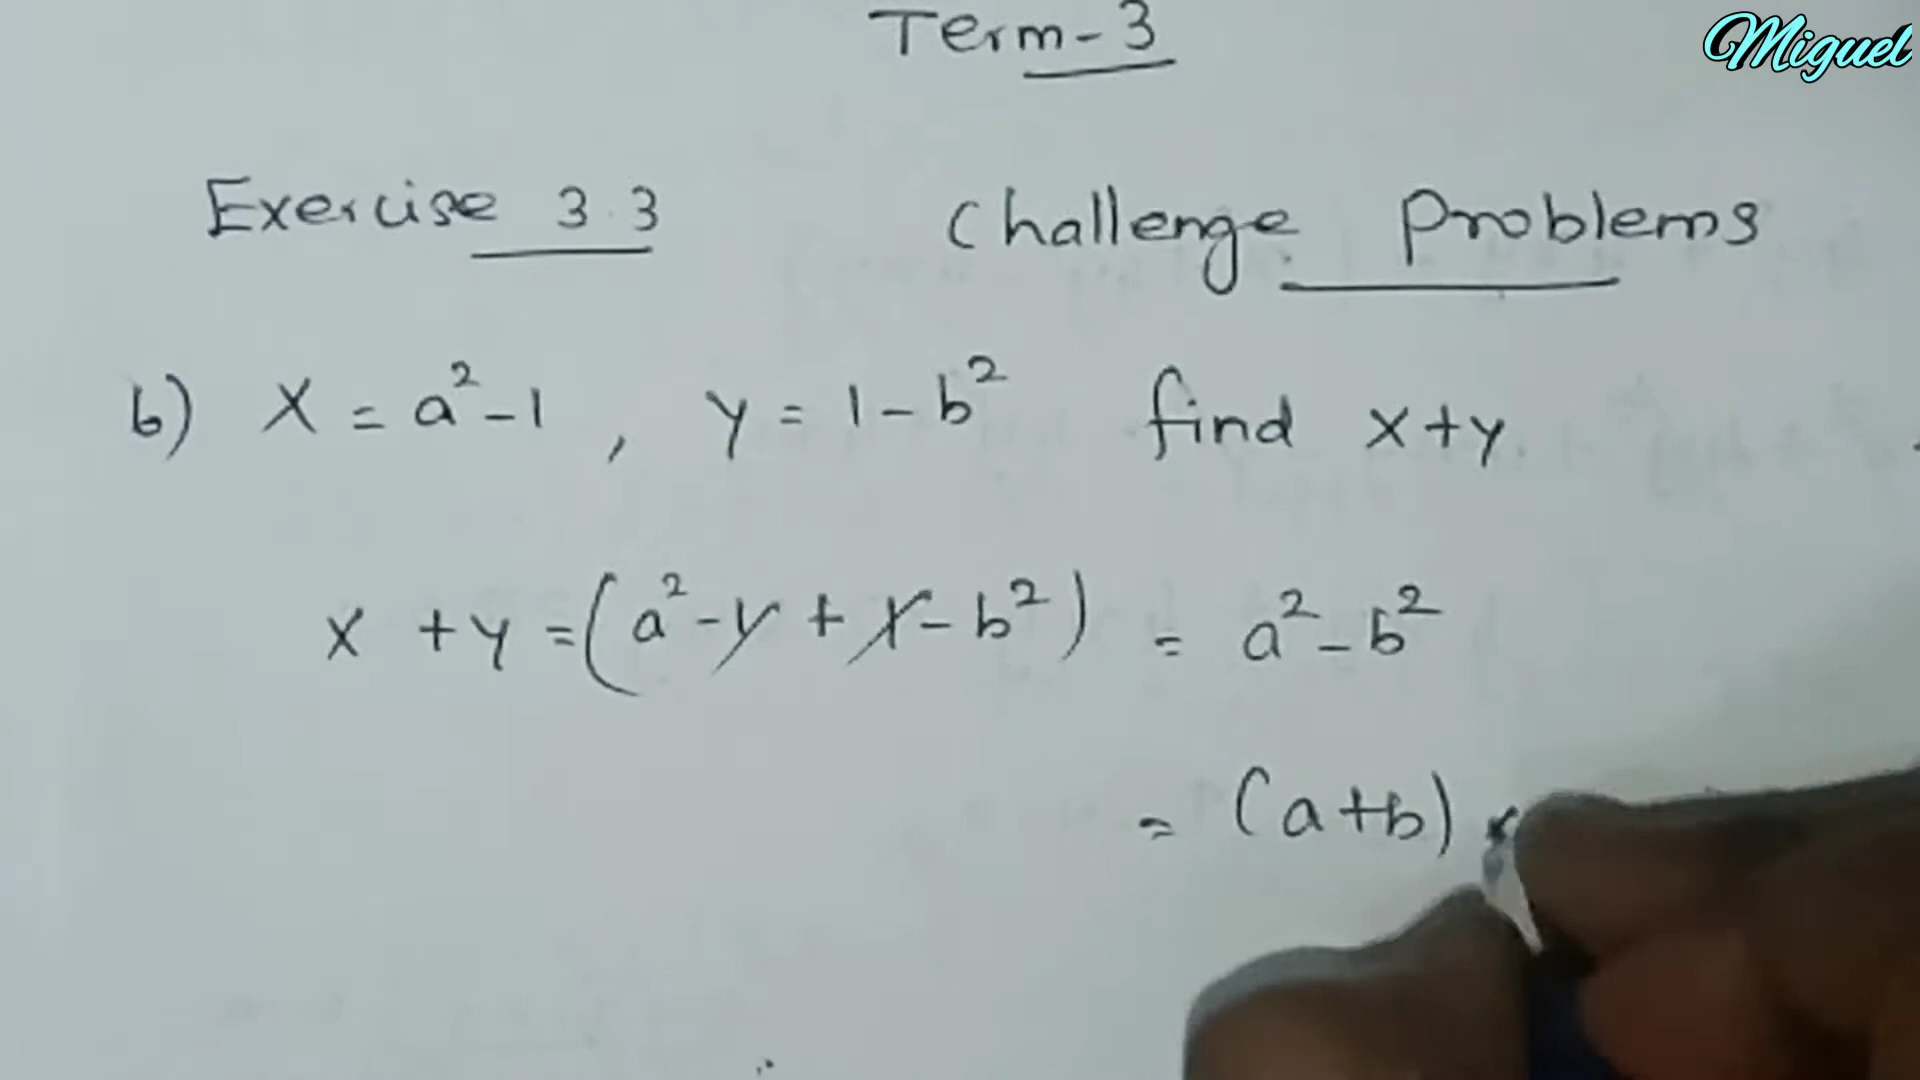 Term-3
Miguel
Exercise 3.3 Challenge Problems
b) x = a²-1, y = 1-b² find x+y.
x + y = (a² - 1 + 1 - b²) = a² - b²
= (a+b)